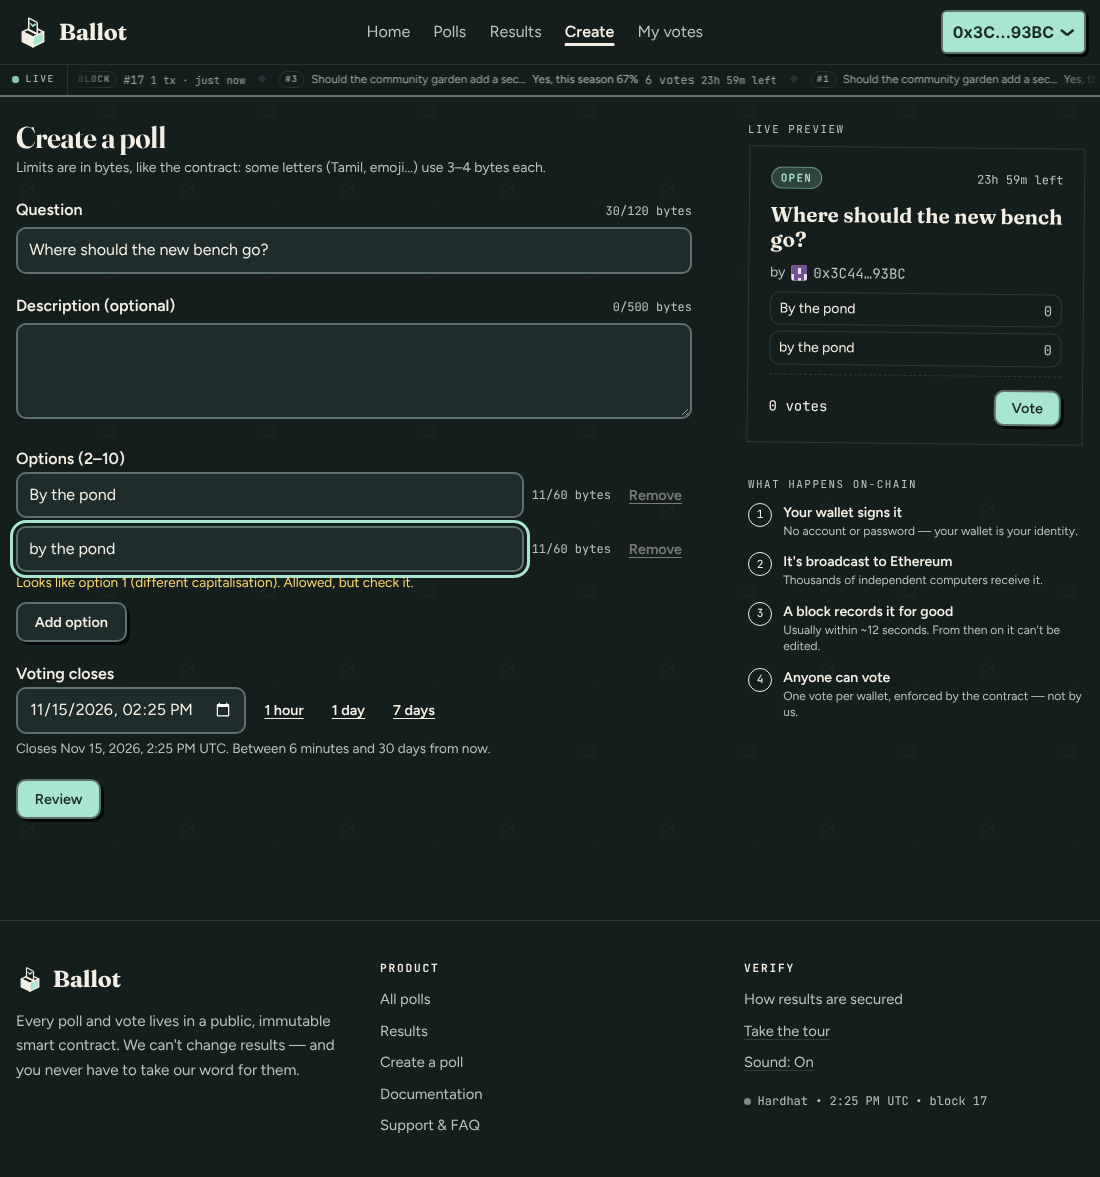 Ballot
Home Polls Results Create My votes
0x3C...93BC
LIVE
BLOCK #17 1 tx · just now #3 Should the community garden add a sec... Yes, this season 67% 6 votes 23h 59m left #1 Should the community garden add a sec... Yes,
Create a poll
Limits are in bytes, like the contract: some letters (Tamil, emoji...) use 3–4 bytes each.
Question 30/120 bytes
Where should the new bench go?
Description (optional) 0/500 bytes
Options (2–10)
By the pond 11/60 bytes Remove
by the pond 11/60 bytes Remove
Looks like option 1 (different capitalisation). Allowed, but check it.
Add option
Voting closes
11/15/2026, 02:25 PM 1 hour 1 day 7 days
Closes Nov 15, 2026, 2:25 PM UTC. Between 6 minutes and 30 days from now.
Review
LIVE PREVIEW
OPEN 23h 59m left
Where should the new bench
go?
by 0x3C44…93BC
By the pond 0
by the pond 0
0 votes Vote
WHAT HAPPENS ON-CHAIN
1 Your wallet signs it
No account or password — your wallet is your identity.
2 It's broadcast to Ethereum
Thousands of independent computers receive it.
3 A block records it for good
Usually within ~12 seconds. From then on it can't be
edited.
4 Anyone can vote
One vote per wallet, enforced by the contract — not by
us.
Ballot
Every poll and vote lives in a public, immutable
smart contract. We can't change results — and
you never have to take our word for them.
PRODUCT
All polls
Results
Create a poll
Documentation
Support & FAQ
VERIFY
How results are secured
Take the tour
Sound: On
Hardhat • 2:25 PM UTC • block 17